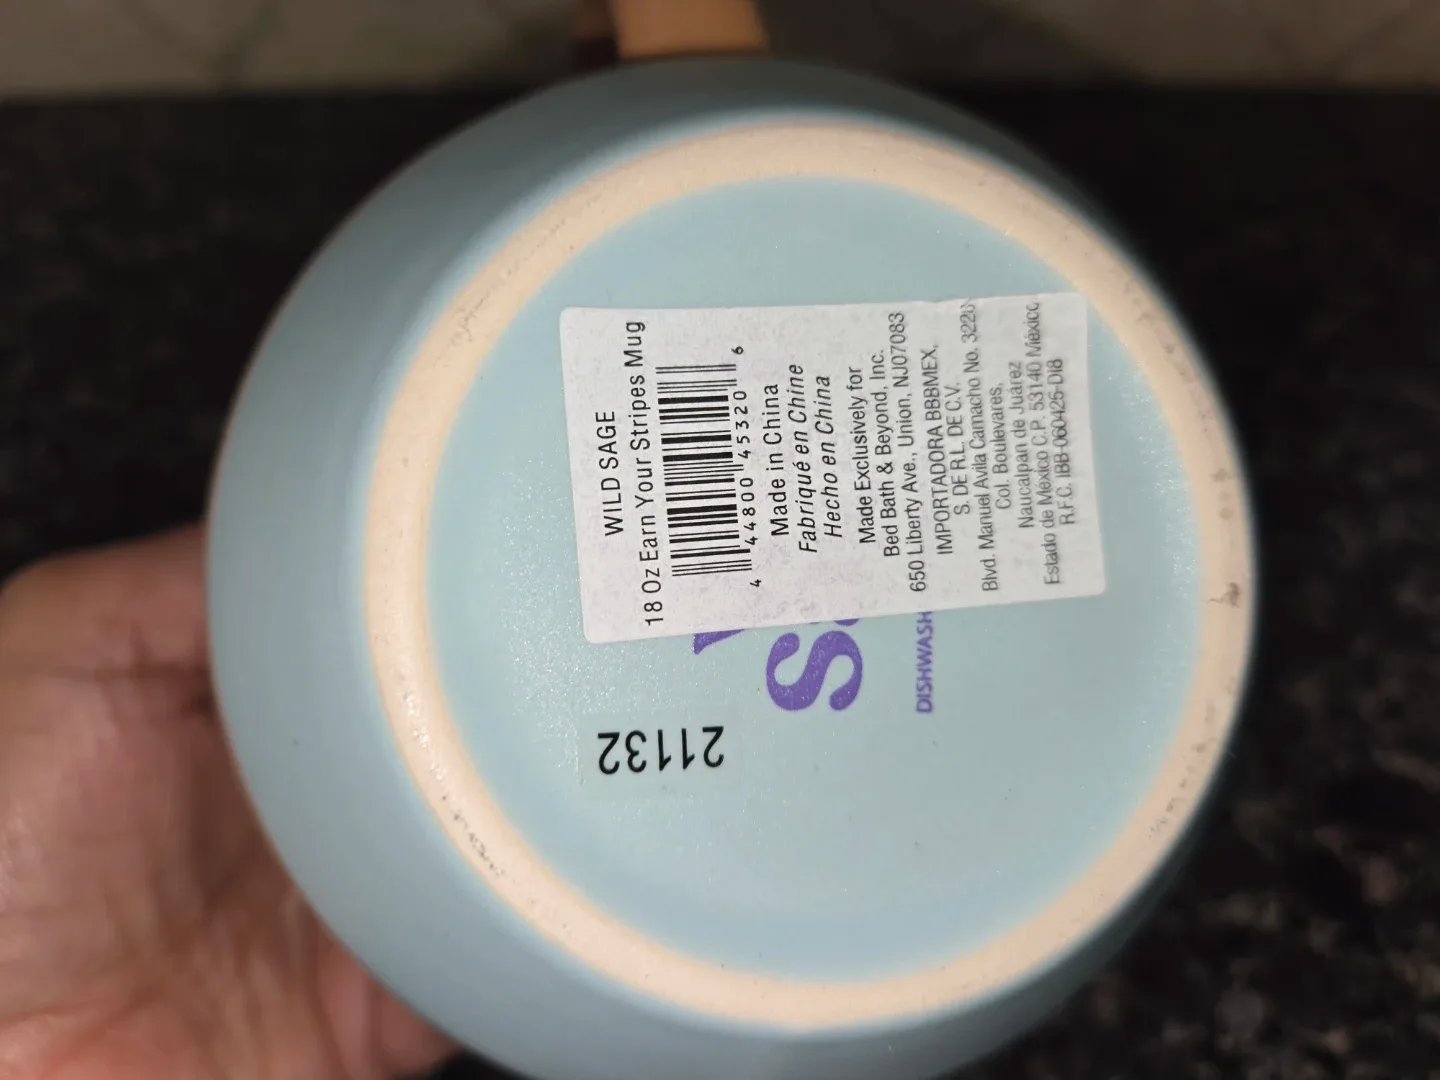 WILD SAGE
18 Oz Earn Your Stripes Mug
4 44800 45320 6
Made in China
Fabriqué en Chine
Hecho en China
Made Exclusively for
Bed Bath & Beyond, Inc.
650 Liberty Ave., Union, NJ07083
IMPORTADORA BBBMEX,
S. DE R.L. DE C.V.
Blvd. Manuel Avila Camacho No. 3228
Col. Boulevares,
Naucalpan de Juárez
Estado de México C.P. 53140 México
R.F.C. IBB-060425-DI8
S
DISHWASH
21132